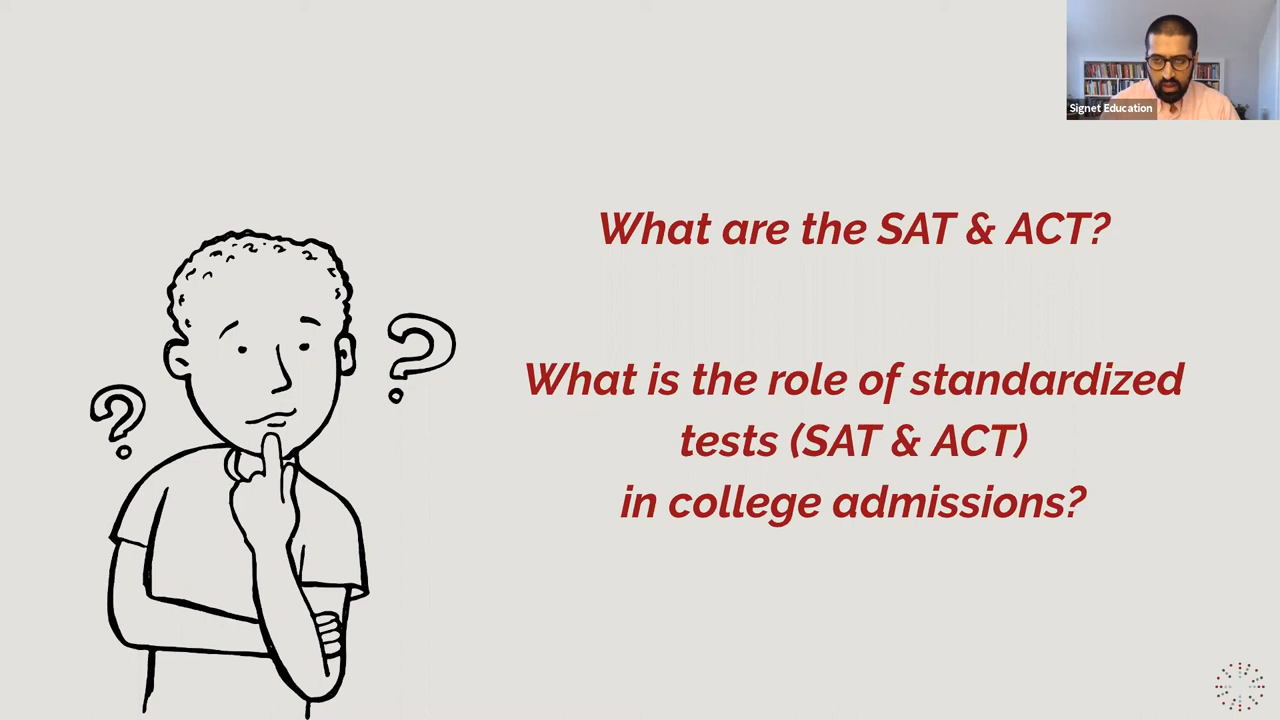 Signet Education
What are the SAT & ACT?
What is the role of standardized
tests (SAT & ACT)
in college admissions?
?
?